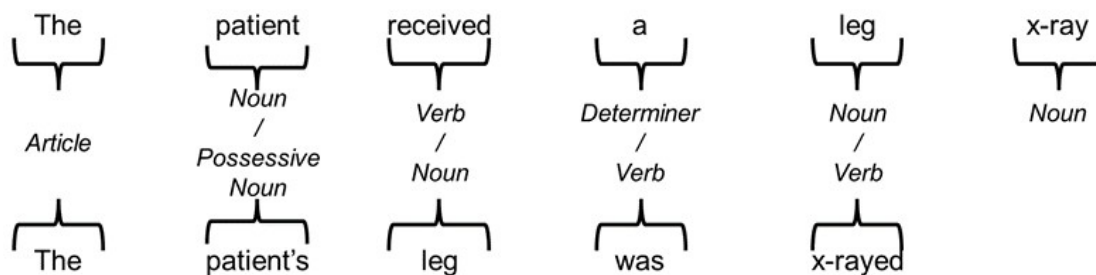 The patient received a leg x-ray
Noun Verb Determiner Noun Noun
/ / / /
Article
Possessive Noun Verb Verb
Noun
The patient's leg was x-rayed